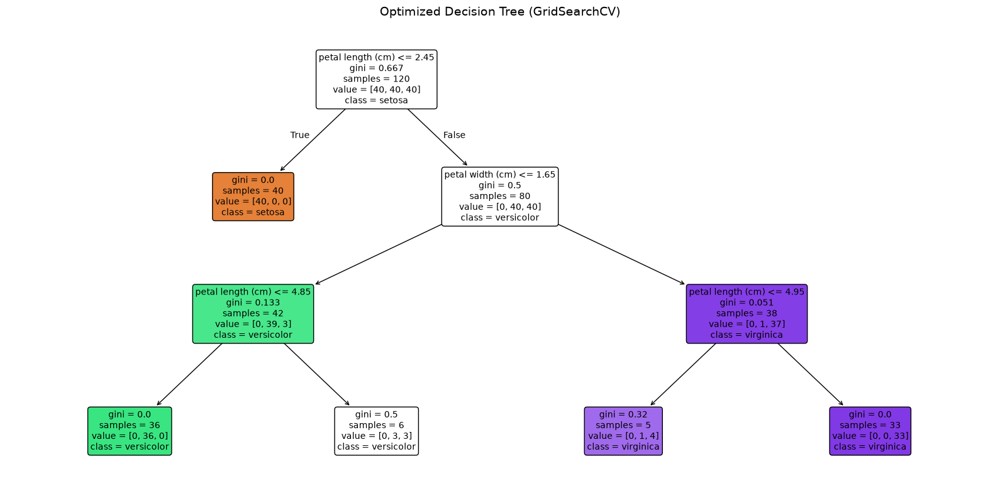 Optimized Decision Tree (GridSearchCV)
petal length (cm) <= 2.45
gini = 0.667
samples = 120
value = [40, 40, 40]
class = setosa
True
False
gini = 0.0
samples = 40
value = [40, 0, 0]
class = setosa
petal width (cm) <= 1.65
gini = 0.5
samples = 80
value = [0, 40, 40]
class = versicolor
petal length (cm) <= 4.85
gini = 0.133
samples = 42
value = [0, 39, 3]
class = versicolor
petal length (cm) <= 4.95
gini = 0.051
samples = 38
value = [0, 1, 37]
class = virginica
gini = 0.0
samples = 36
value = [0, 36, 0]
class = versicolor
gini = 0.5
samples = 6
value = [0, 3, 3]
class = versicolor
gini = 0.32
samples = 5
value = [0, 1, 4]
class = virginica
gini = 0.0
samples = 33
value = [0, 0, 33]
class = virginica